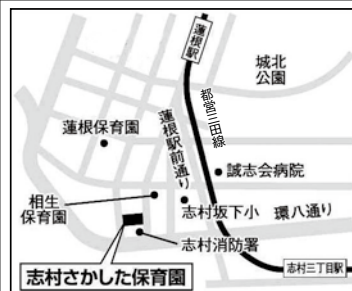 蓮根駅
城北
公園
都営三田線
蓮根保育園
蓮根駅前通り
誠志会病院
相生
保育園
志村坂下小
環八通り
志村消防署
志村さかした保育園
志村三丁目駅